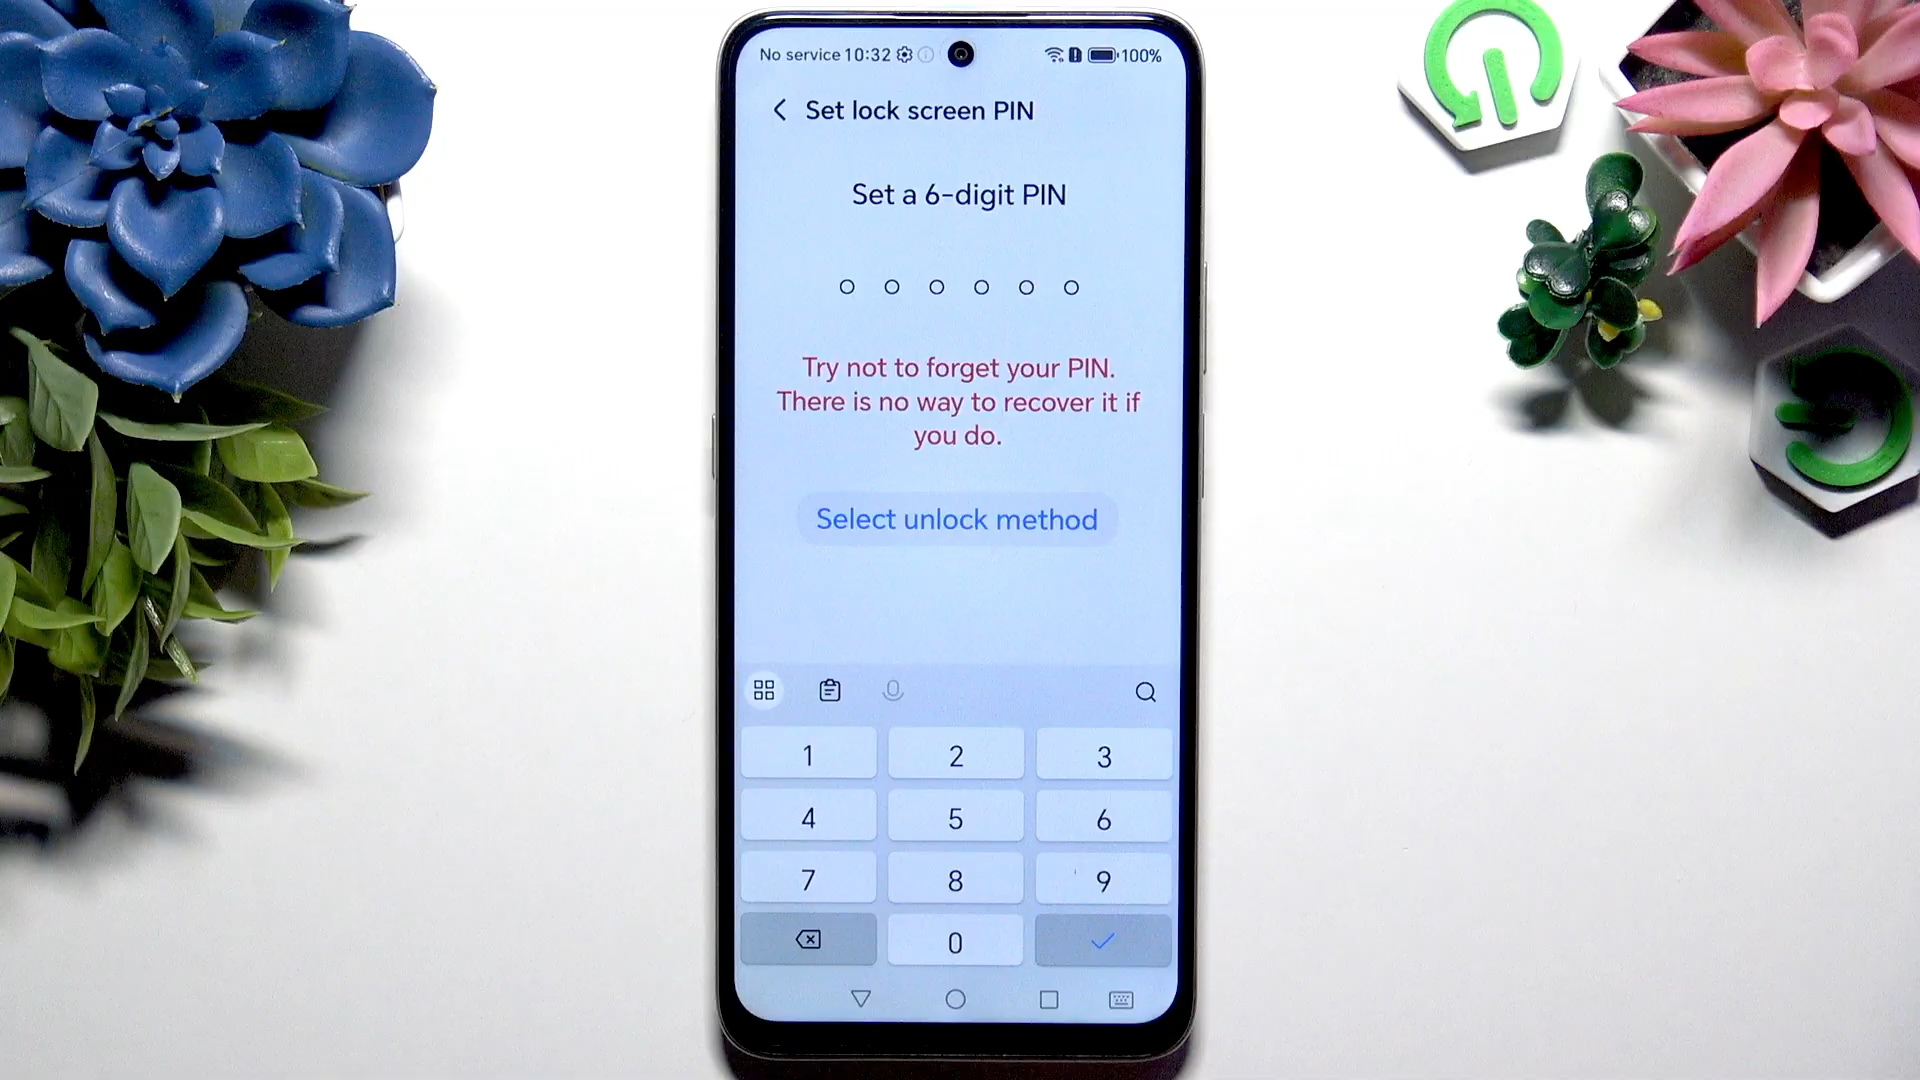 No service 10:32 100%
Set lock screen PIN
Set a 6-digit PIN
Try not to forget your PIN.
There is no way to recover it if
you do.
Select unlock method
1 2 3
4 5 6
7 8 9
0